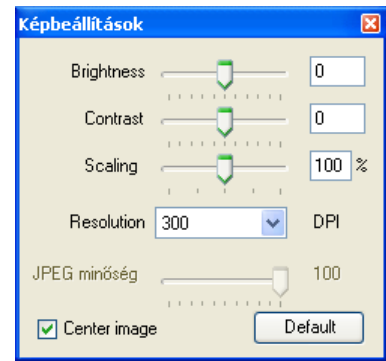 Képbeállítások
Brightness 0
Contrast 0
Scaling 100 %
Resolution 300 DPI
JPEG minőség 100
Center image Default